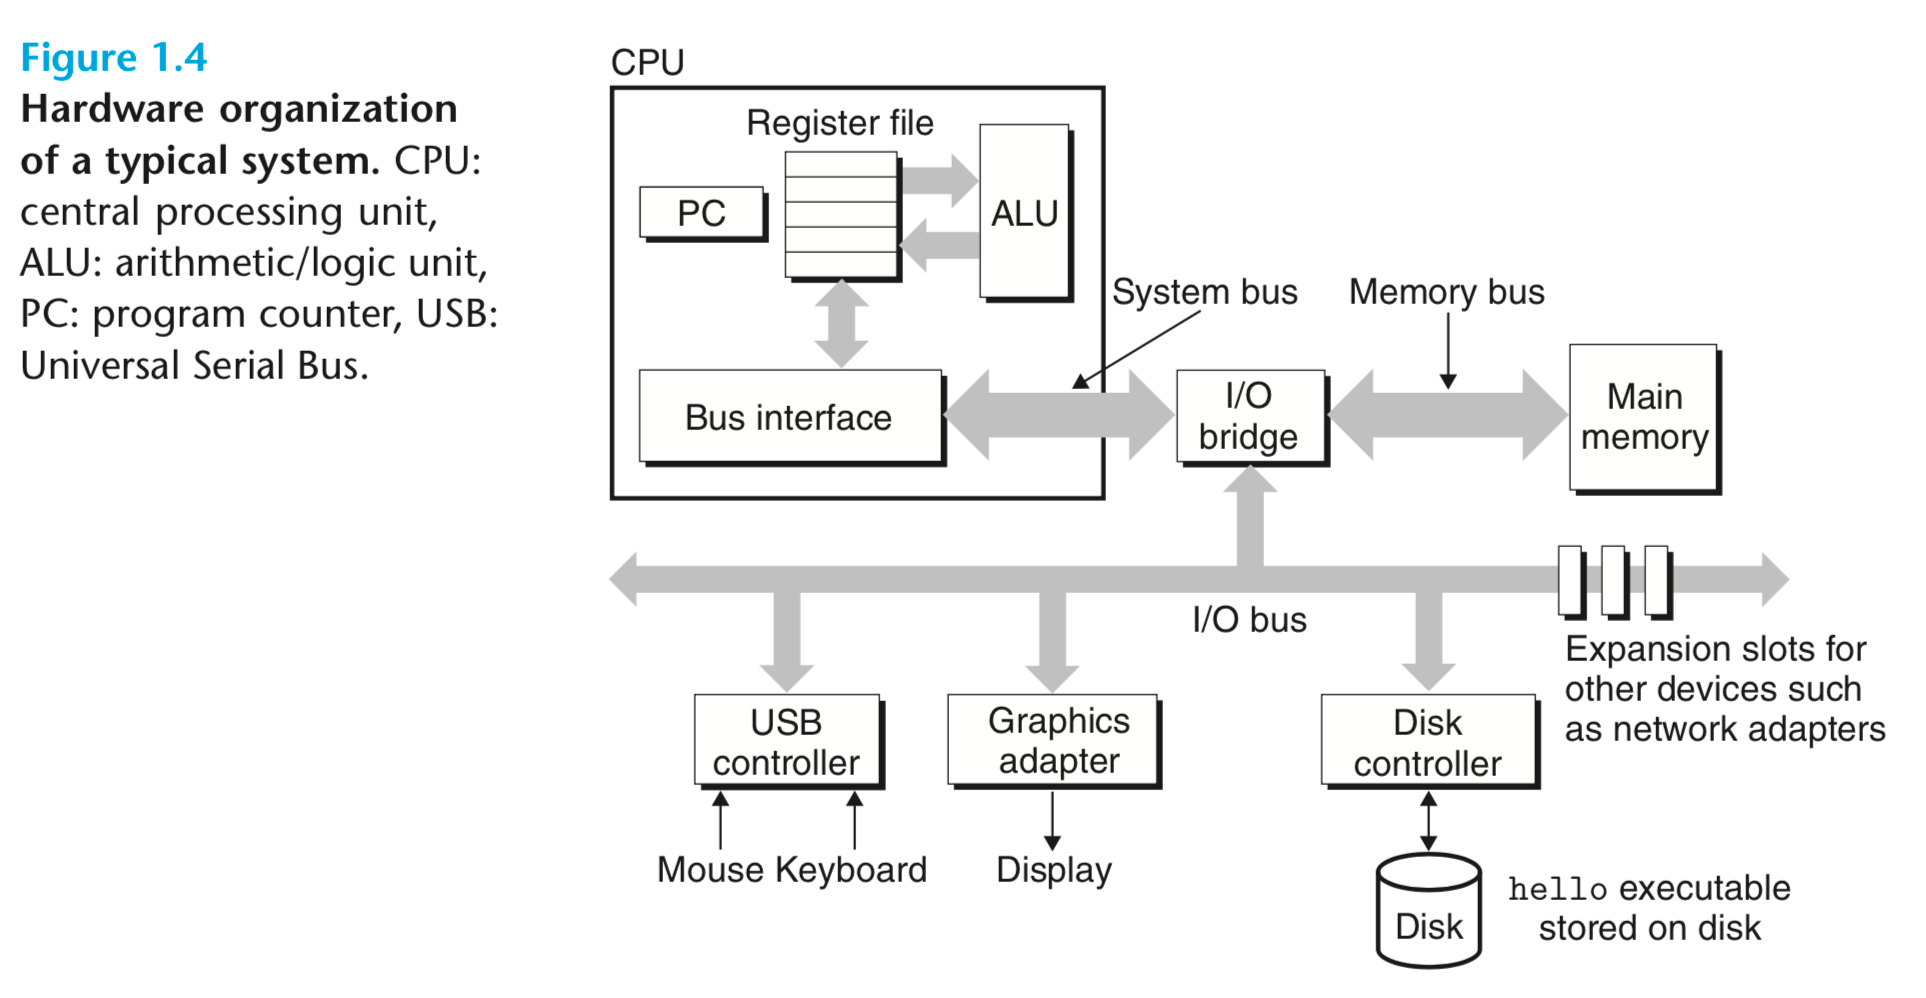 Figure 1.4
Hardware organization
of a typical system. CPU:
central processing unit,
ALU: arithmetic/logic unit,
PC: program counter, USB:
Universal Serial Bus.
CPU
Register file
PC
ALU
System bus
Memory bus
Bus interface
I/O
bridge
Main
memory
I/O bus
Expansion slots for
other devices such
as network adapters
USB
controller
Graphics
adapter
Disk
controller
Mouse
Keyboard
Display
Disk
hello executable
stored on disk